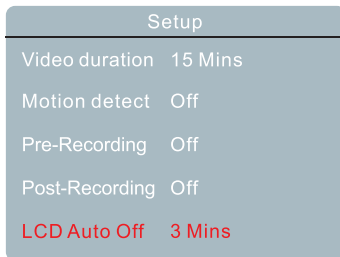 Setup
Video duration 15 Mins
Motion detect Off
Pre-Recording Off
Post-Recording Off
LCD Auto Off 3 Mins